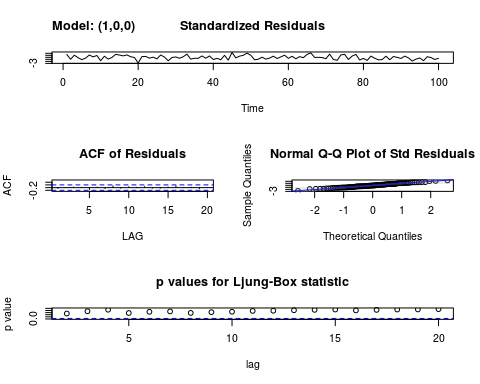 Model: (1,0,0) Standardized Residuals
-3
0 20 40 60 80 100
Time
ACF of Residuals
ACF
-0.2
5 10 15 20
LAG
Normal Q-Q Plot of Std Residuals
Sample Quantiles
-3
-2 -1 0 1 2
Theoretical Quantiles
p values for Ljung-Box statistic
p value
0.0
5 10 15 20
lag